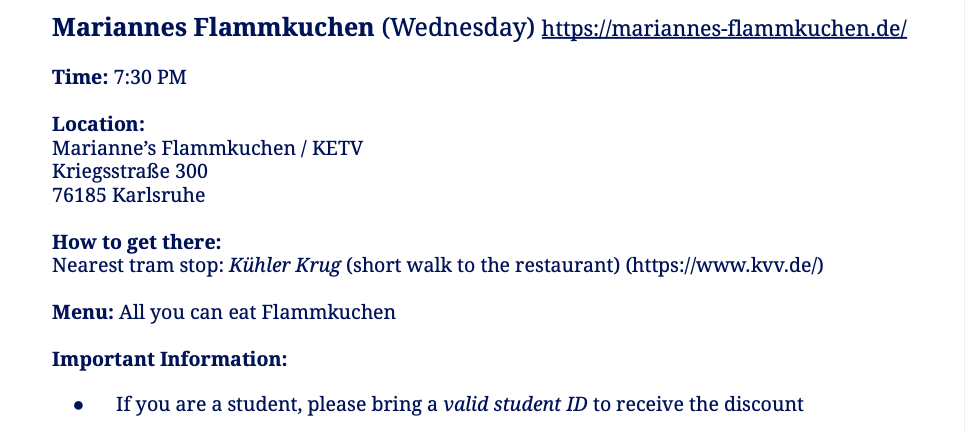 Mariannes Flammkuchen (Wednesday) https://mariannes-flammkuchen.de/
Time: 7:30 PM
Location:
Marianne’s Flammkuchen / KETV
Kriegsstraße 300
76185 Karlsruhe
How to get there:
Nearest tram stop: Kühler Krug (short walk to the restaurant) (https://www.kvv.de/)
Menu: All you can eat Flammkuchen
Important Information:
● If you are a student, please bring a valid student ID to receive the discount